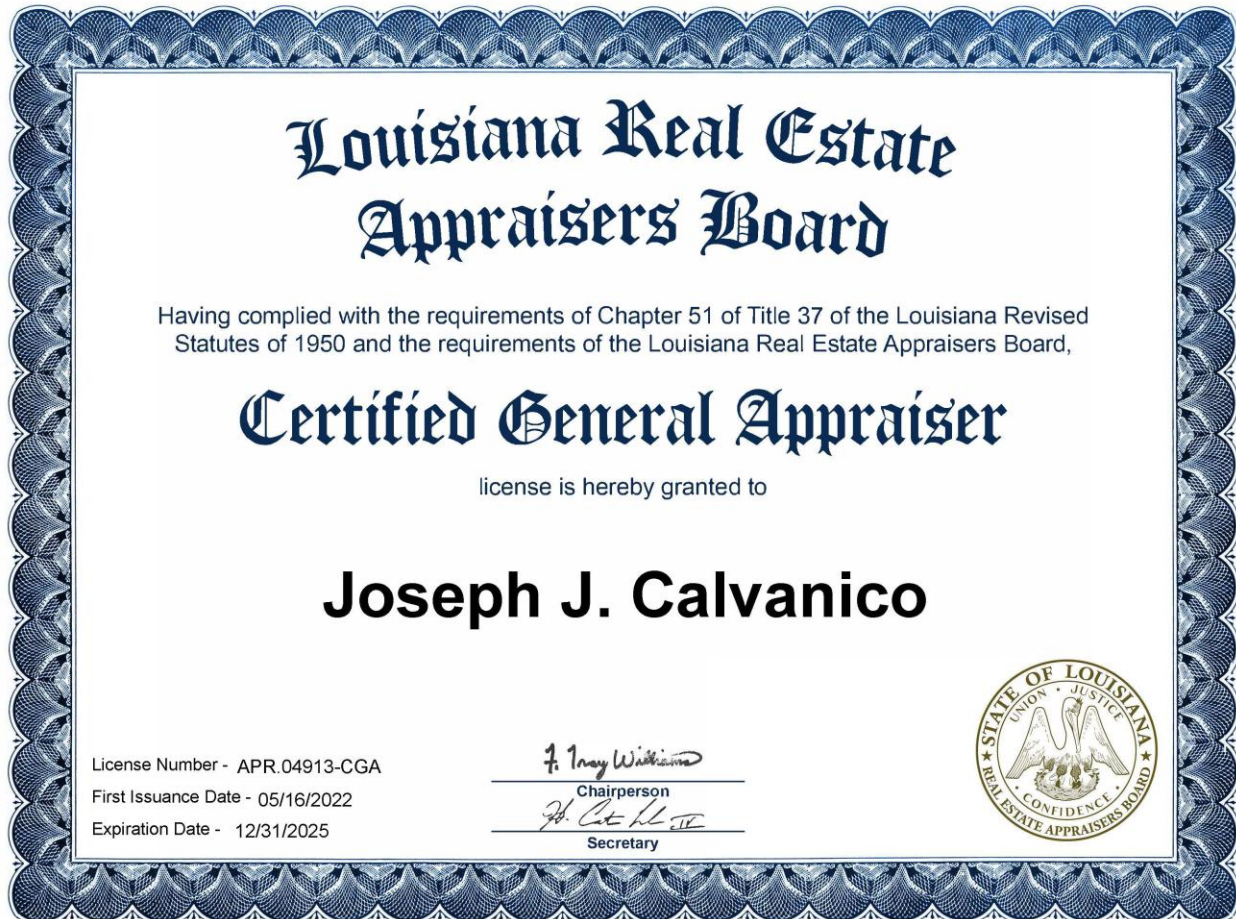 Louisiana Real Estate
Appraisers Board
Having complied with the requirements of Chapter 51 of Title 37 of the Louisiana Revised
Statutes of 1950 and the requirements of the Louisiana Real Estate Appraisers Board,
Certified General Appraiser
license is hereby granted to
Joseph J. Calvanico
License Number - APR.04913-CGA
First Issuance Date - 05/16/2022
Expiration Date - 12/31/2025
F. Troy Williams
Chairperson
Secretary
STATE OF LOUISIANA
UNION · JUSTICE
CONFIDENCE
REAL ESTATE APPRAISERS BOARD